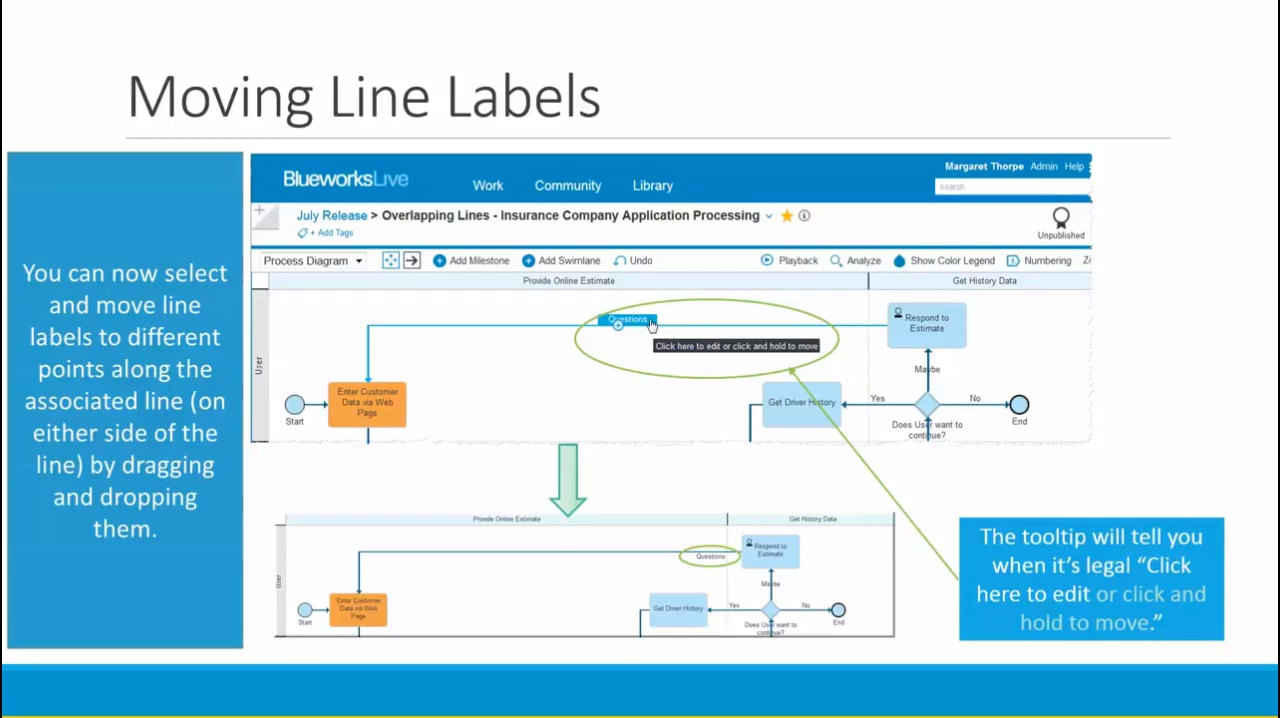 Moving Line Labels
You can now select
and move line
labels to different
points along the
associated line (on
either side of the
line) by dragging
and dropping
them.
BlueworksLive
Work Community Library
Margaret Thorpe Admin Help
search
July Release > Overlapping Lines - Insurance Company Application Processing
+ Add Tags
Unpublished
Process Diagram Add Milestone Add Swimlane Undo Playback Analyze Show Color Legend Numbering
Provide Online Estimate Get History Data
User
Questions
Click here to edit or click and hold to move
Respond to
Estimate
Maybe
Start
Enter Customer
Data via Web
Page
Get Driver History
Yes
No
Does User want to
continue?
End
Provide Online Estimate Get History Data
User
Questions
Respond to
Estimate
Maybe
Start
Enter Customer
Data via Web
Page
Get Driver History
Yes
No
Does User want to
continue?
End
The tooltip will tell you
when it’s legal “Click
here to edit or click and
hold to move.”